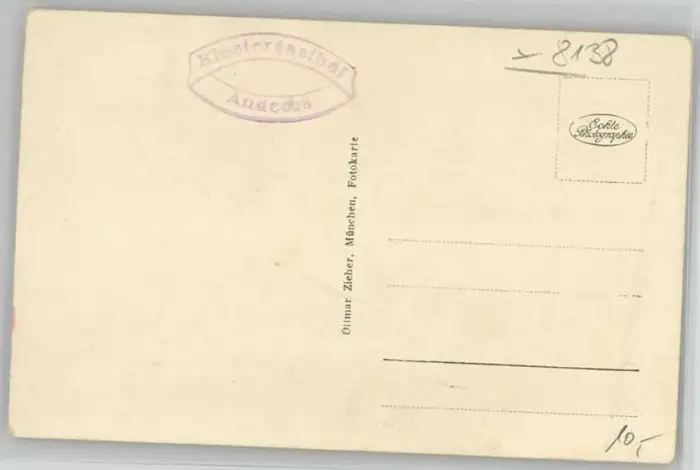 Klostergasthof
Andechs
8138
Echte
Photographie
Ottmar Zieher, München, Fotokarte
10,-